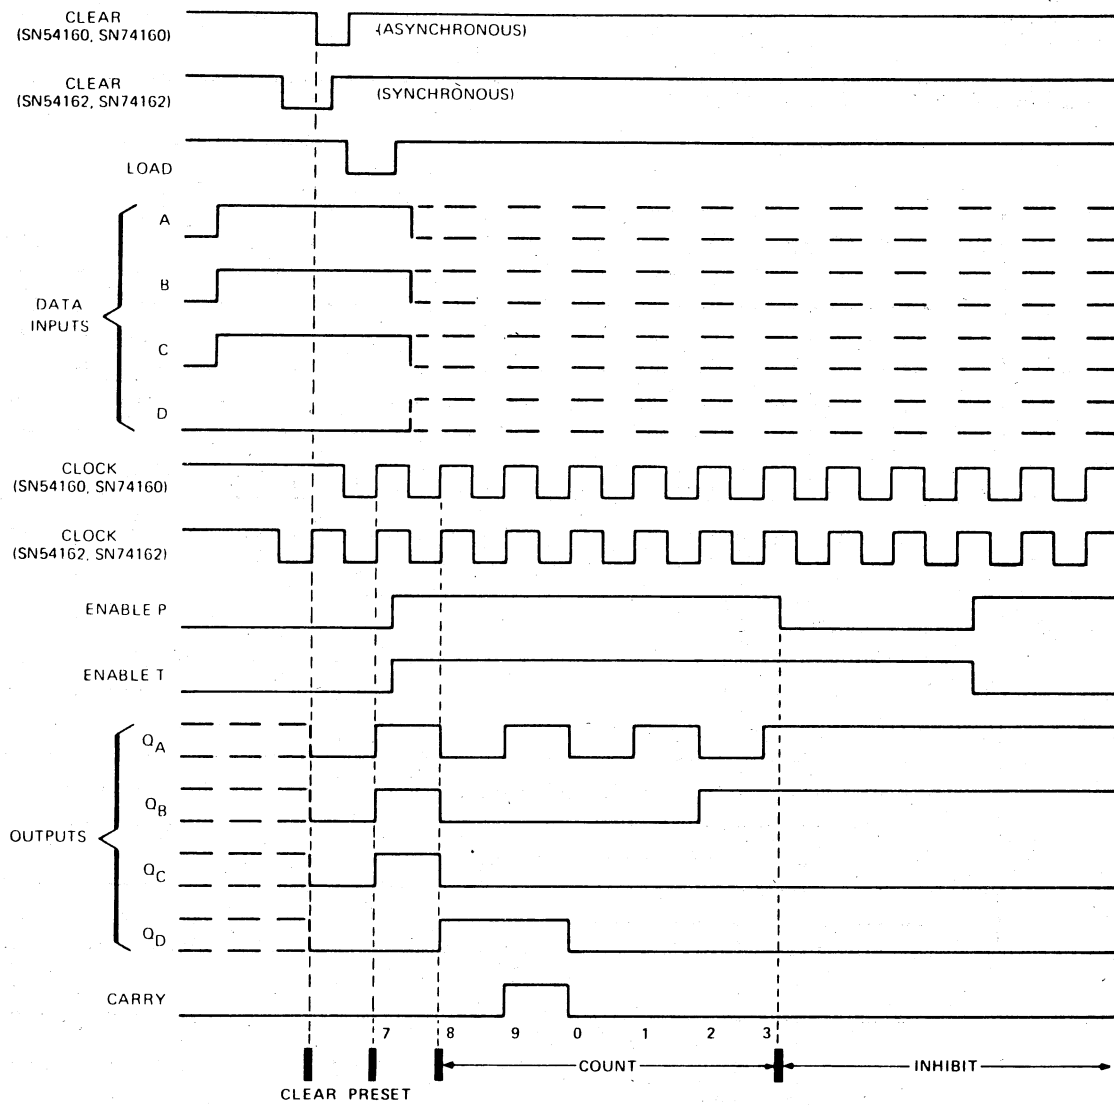 CLEAR
(SN54160, SN74160)
(ASYNCHRONOUS)
CLEAR
(SN54162, SN74162)
(SYNCHRONOUS)
LOAD
A
B
DATA
INPUTS
C
D
CLOCK
(SN54160, SN74160)
CLOCK
(SN54162, SN74162)
ENABLE P
ENABLE T
QA
QB
OUTPUTS
QC
QD
CARRY
7 8 9 0 1 2 3
COUNT INHIBIT
CLEAR PRESET